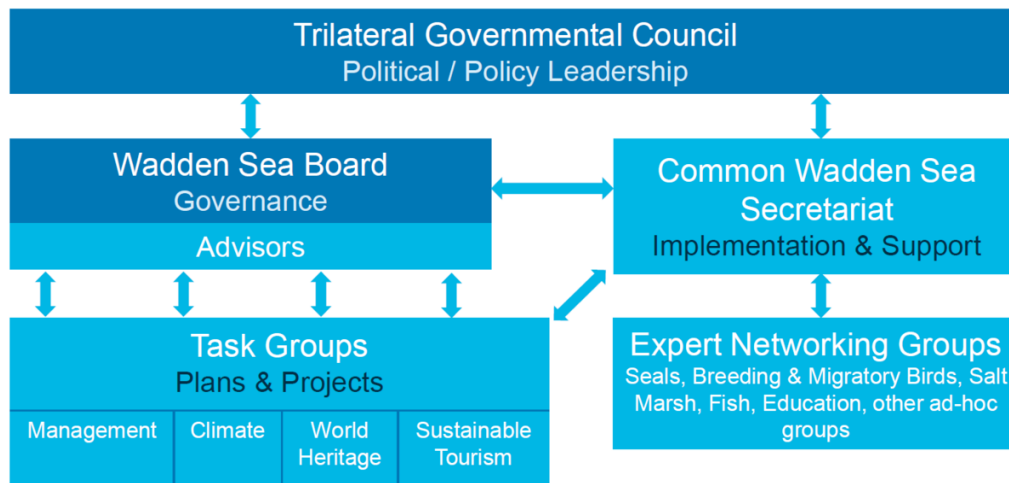 Trilateral Governmental Council
Political / Policy Leadership
Wadden Sea Board
Governance
Advisors
Common Wadden Sea
Secretariat
Implementation & Support
Task Groups
Plans & Projects
Management
Climate
World
Heritage
Sustainable
Tourism
Expert Networking Groups
Seals, Breeding & Migratory Birds, Salt
Marsh, Fish, Education, other ad-hoc
groups